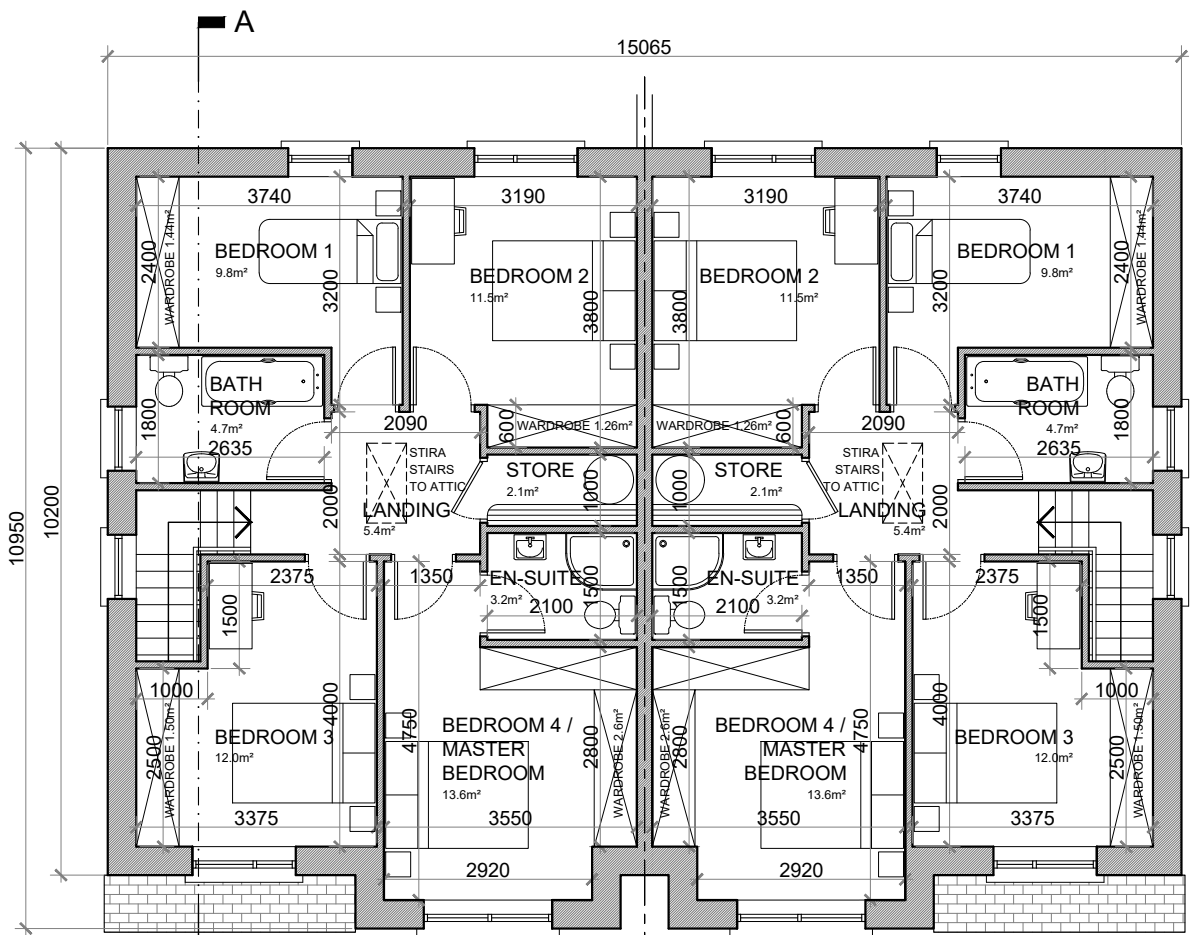 A
15065
10950
10200
3740
3190
3190
3740
WARDROBE 1.44m²
2400
BEDROOM 1
9.8m²
3200
BEDROOM 2
11.5m²
3800
3800
BEDROOM 2
11.5m²
3200
BEDROOM 1
9.8m²
2400
WARDROBE 1.44m²
BATH
ROOM
4.7m²
1800
2635
2090
600
WARDROBE 1.26m²
WARDROBE 1.26m²
600
2090
BATH
ROOM
4.7m²
1800
2635
STIRA
STAIRS
TO ATTIC
STORE
2.1m²
1000
1000
STORE
2.1m²
STIRA
STAIRS
TO ATTIC
2000
LANDING
5.4m²
LANDING
5.4m²
2000
2375
1350
EN-SUITE
3.2m²
1500
2100
1500
EN-SUITE
3.2m²
2100
1350
2375
1500
1500
1000
1000
WARDROBE 1.50m²
2500
BEDROOM 3
12.0m²
4000
4750
BEDROOM 4 /
MASTER
BEDROOM
13.6m²
2800
WARDROBE 2.6m²
WARDROBE 2.6m²
2800
BEDROOM 4 /
MASTER
BEDROOM
13.6m²
4750
4000
BEDROOM 3
12.0m²
2500
WARDROBE 1.50m²
3375
3550
3550
3375
2920
2920